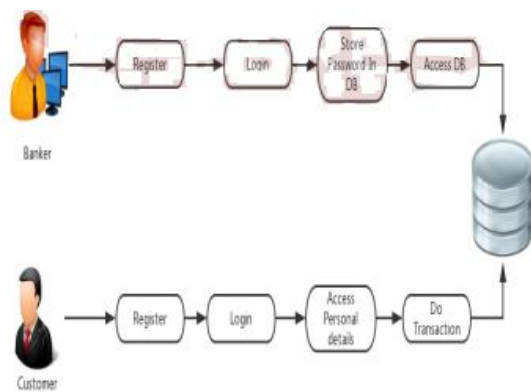 Register
Login
Store
Password In
DB
Access DB
Banker
Register
Login
Access
Personal
details
Do
Transaction
Customer